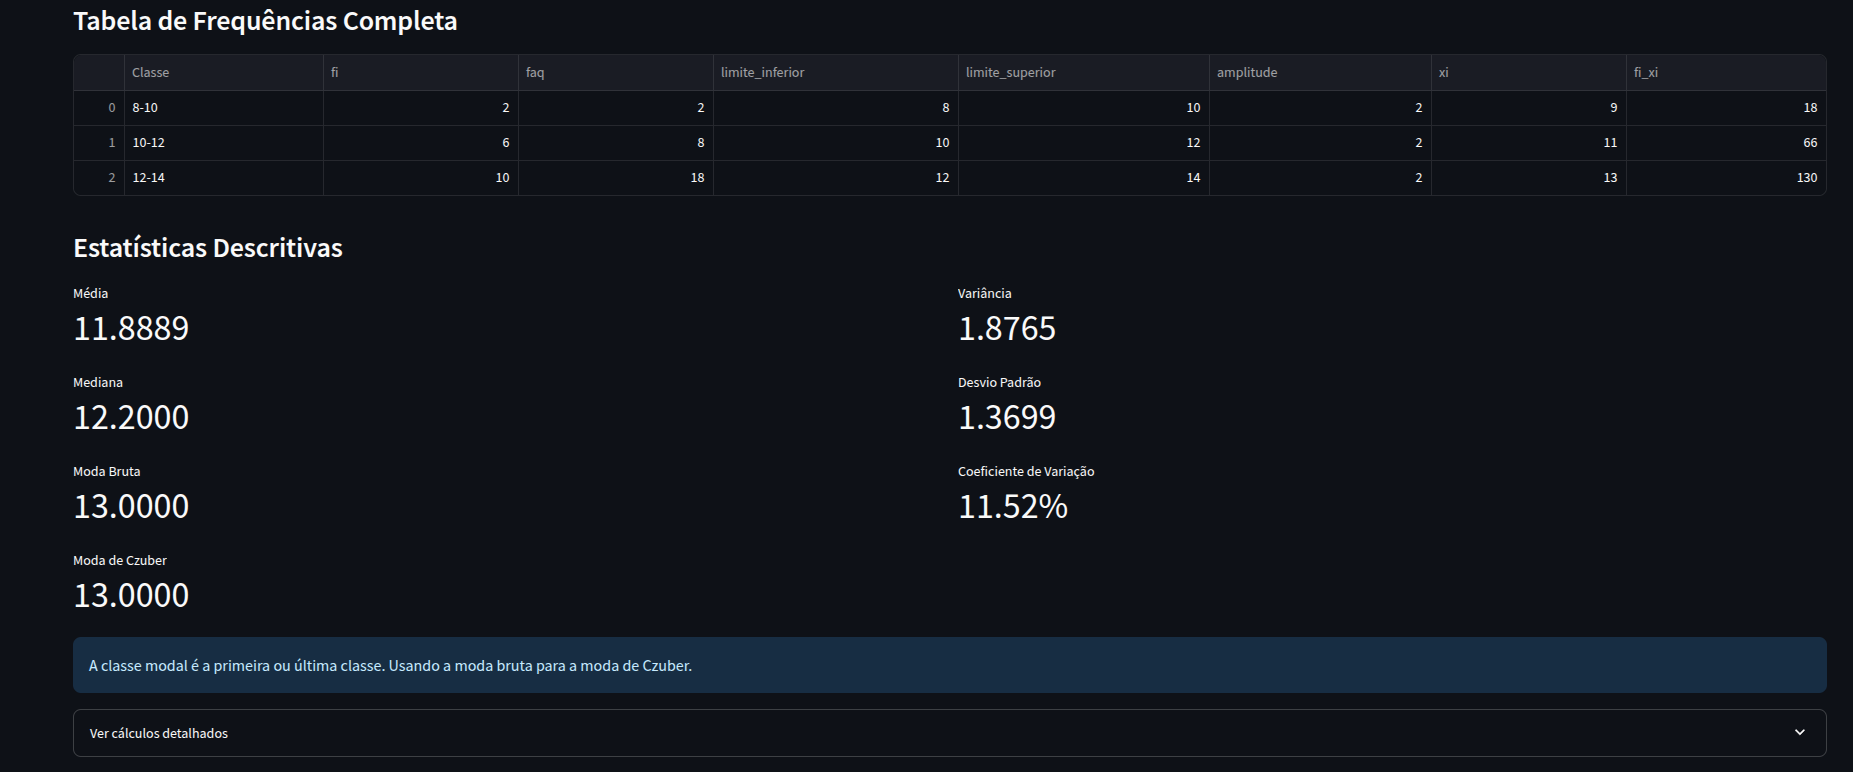 Tabela de Frequências Completa
Classe fi faq limite_inferior limite_superior amplitude xi fi_xi
0 8-10 2 2 8 10 2 9 18
1 10-12 6 8 10 12 2 11 66
2 12-14 10 18 12 14 2 13 130
Estatísticas Descritivas
Média Variância
11.8889 1.8765
Mediana Desvio Padrão
12.2000 1.3699
Moda Bruta Coeficiente de Variação
13.0000 11.52%
Moda de Czuber
13.0000
A classe modal é a primeira ou última classe. Usando a moda bruta para a moda de Czuber.
Ver cálculos detalhados